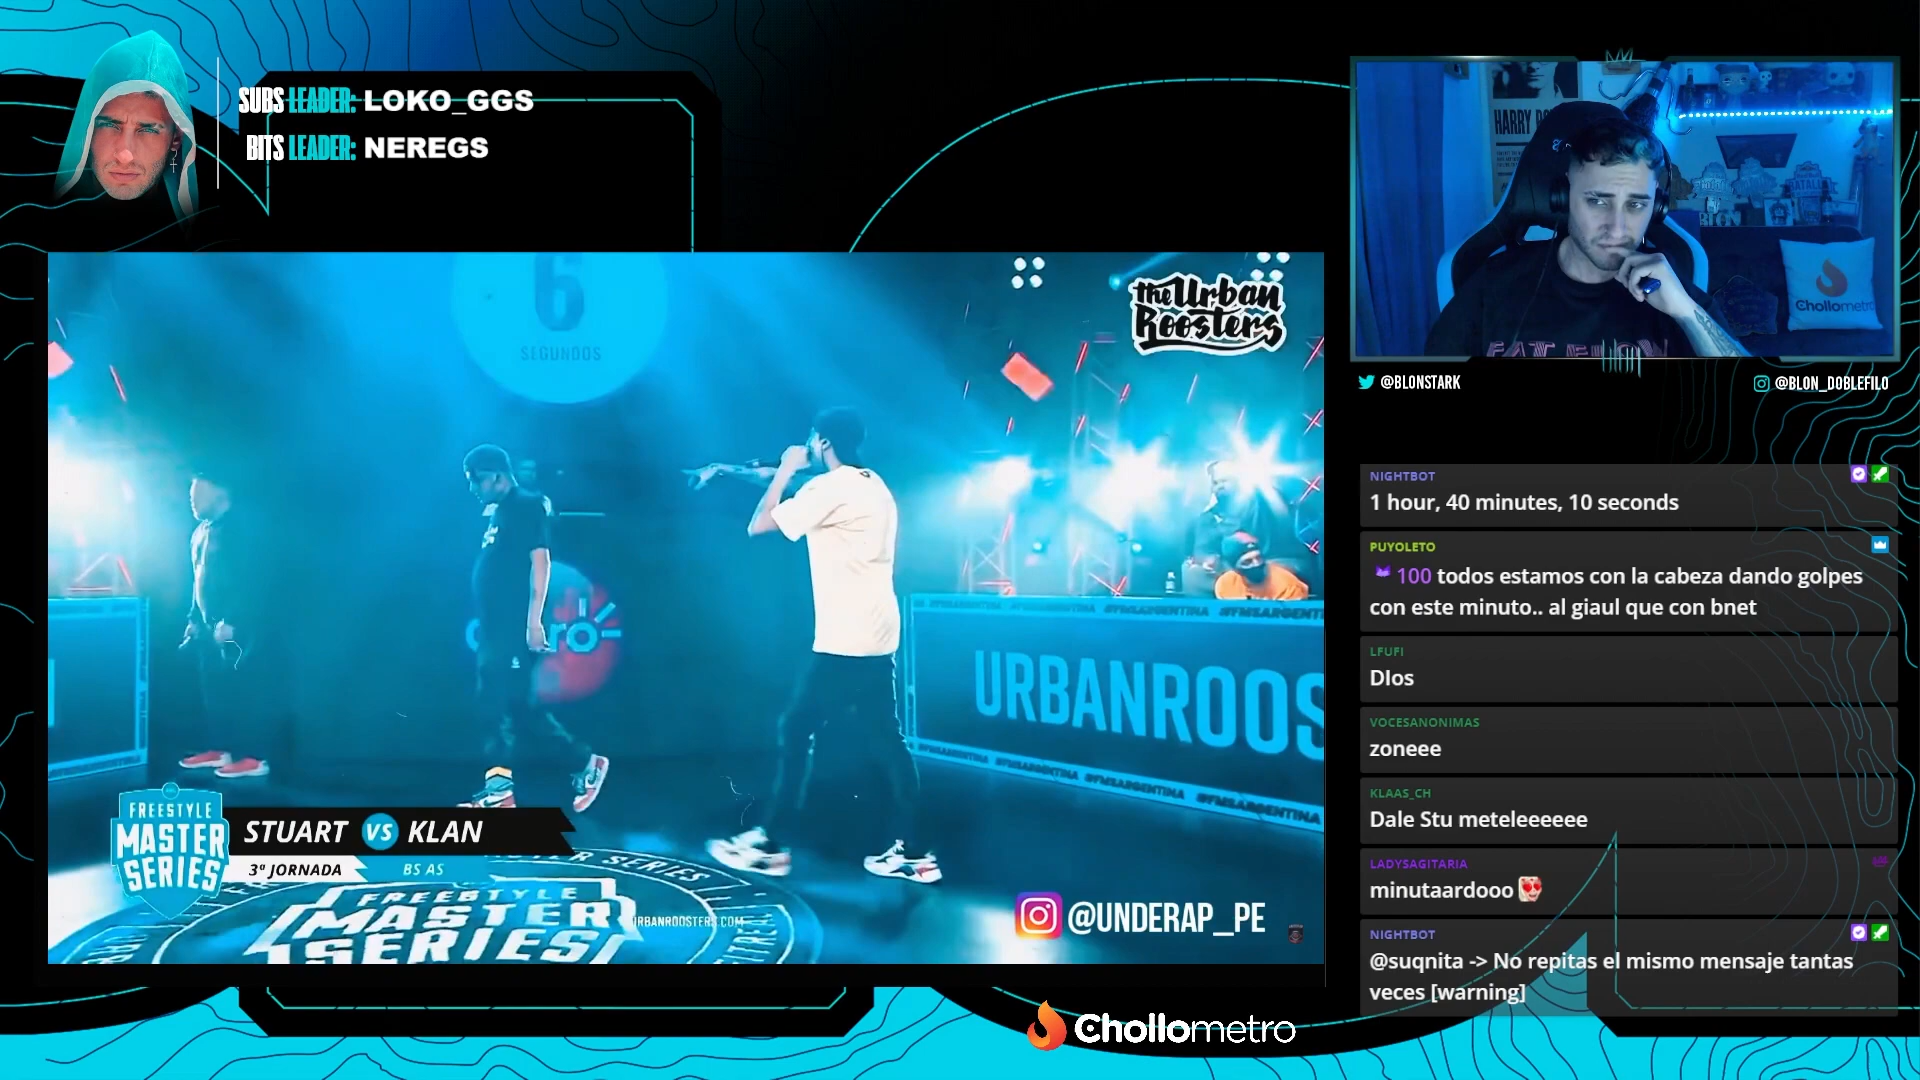 SUBS LEADER: LOKO_GGS
BITS LEADER: NEREGS
6
SEGUNDOS
the Urban
Roosters
HARRY
Chollometro
@BLONSTARK
@BLON_DOBLEFILO
NIGHTBOT
1 hour, 40 minutes, 10 seconds
PUYOLETO
100 todos estamos con la cabeza dando golpes
con este minuto.. al giaul que con bnet
LFUFI
Dlos
VOCESANONIMAS
zoneee
KLAAS_CH
Dale Stu meteleeeeee
LADYSAGITARIA
minutaardooo
NIGHTBOT
@suqnita -> No repitas el mismo mensaje tantas
veces [warning]
#FMSARGENTINA
URBANROOS
#FMSARGENTINA
FREESTYLE
MASTER
SERIES
STUART VS KLAN
3ª JORNADA
BS AS
FREESTYLE
MASTER
SERIES
URBANROOSTERS.COM
@UNDERAP_PE
Chollometro